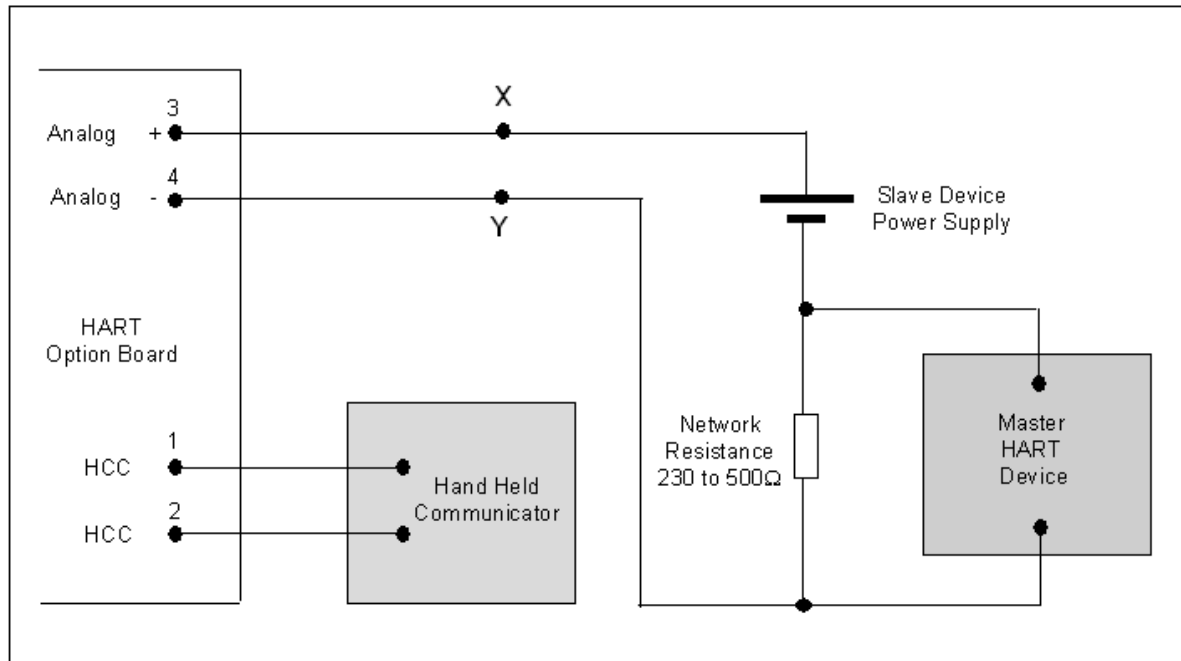 X
3
Analog +
4
Analog -
Y
Slave Device
Power Supply
HART
Option Board
1
HCC
2
HCC
Hand Held
Communicator
Network
Resistance
230 to 500Ω
Master
HART
Device